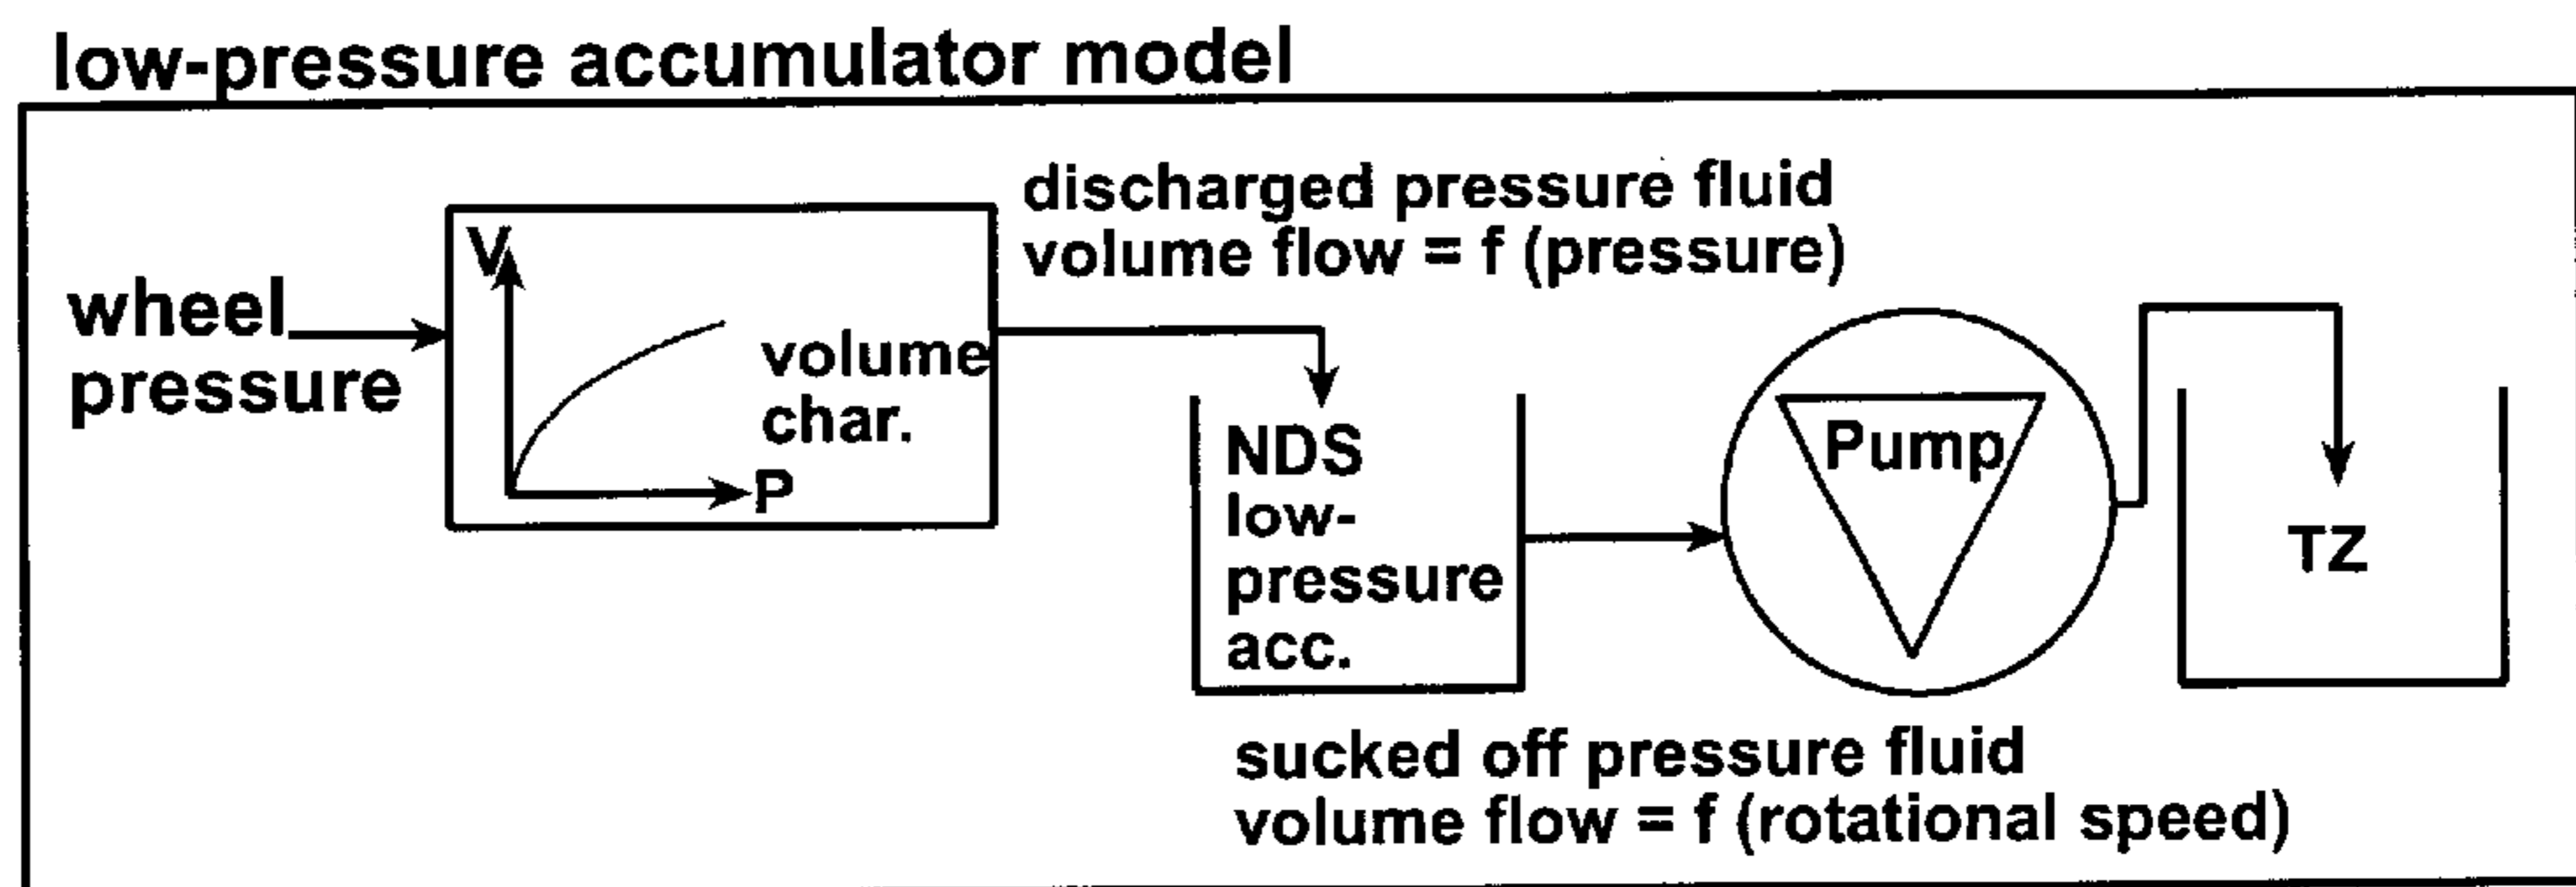 low-pressure accumulator model
wheel
pressure
V
P
volume
char.
discharged pressure fluid
volume flow = f (pressure)
NDS
low-
pressure
acc.
Pump
TZ
sucked off pressure fluid
volume flow = f (rotational speed)